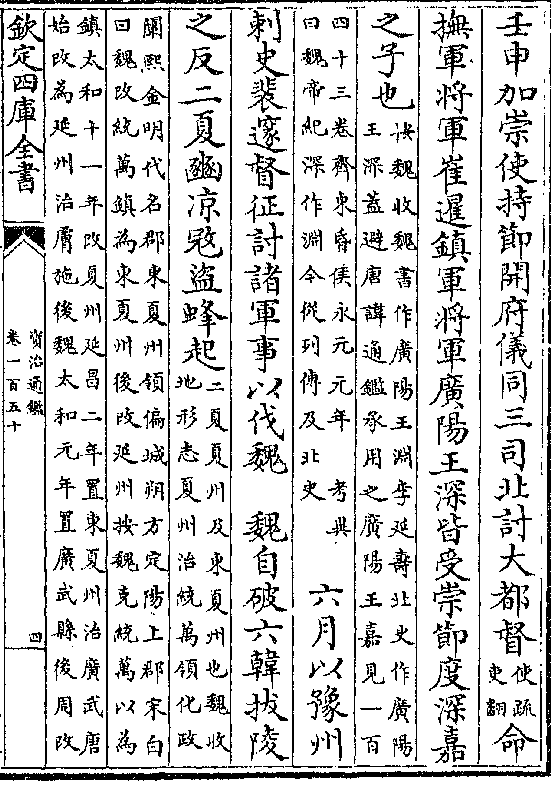 壬申加崇使持節開府儀同三司北討大都督
使疏
吏翻
命
撫軍將軍崔暹鎮軍將軍廣陽王深皆受崇節度深嘉
之子也
按魏收魏書作廣陽王淵李延壽北史作廣陽
王深蓋避唐諱通鑑承用之廣陽王嘉見一百
四十三卷齊東昏侯永元元年 考異
曰魏帝紀深作淵今從列傳及北史
六月以豫州
刺史裴邃督征討諸軍事以伐魏 魏自破六韓拔陵
之反二夏豳涼寇盜蜂起
二夏夏州及東夏州也魏收
地形志夏州治統萬領化政
闡熙金明代名郡東夏州領偏城朔方定陽上郡宋白
曰魏改統萬鎮為東夏州後改延州按魏克統萬以為
鎮太和十一年改夏州延昌二年置東夏州治廣武唐
始改為延州治膚施後魏太和元年置廣武縣後周改
欽定四庫全書
資治通鑑
卷一百五十
四